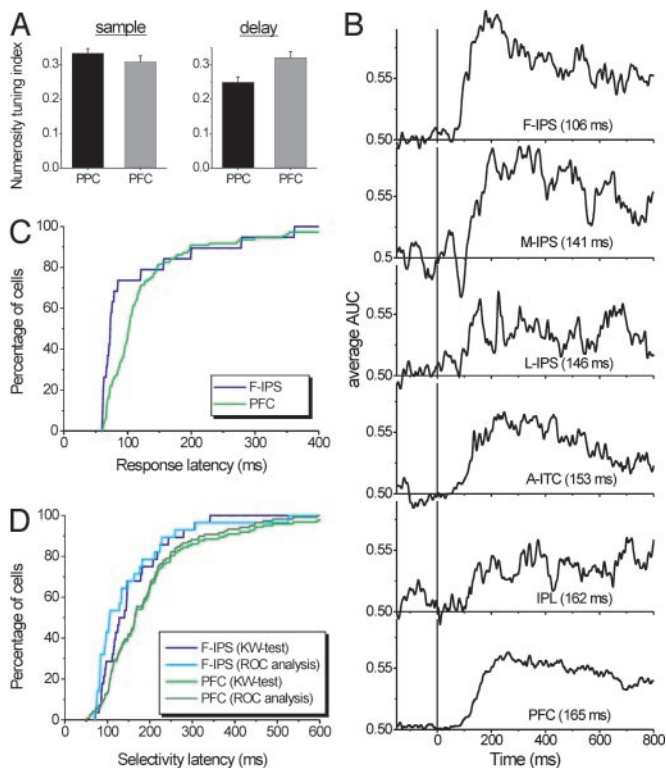 A
sample
delay
Numerosity tuning index
0.3
0.2
0.1
0
PPC
PFC
0.3
0.2
0.1
0
PPC
PFC
B
average AUC
0.55
0.50
F-IPS (106 ms)
0.55
0.50
M-IPS (141 ms)
0.55
0.50
L-IPS (146 ms)
0.55
0.50
A-ITC (153 ms)
0.55
0.50
IPL (162 ms)
0.55
0.50
PFC (165 ms)
0 200 400 600 800
Time (ms)
C
Percentage of cells
100
80
60
40
20
0
F-IPS
PFC
0 100 200 300 400
Response latency (ms)
D
Percentage of cells
100
80
60
40
20
0
F-IPS (KW-test)
F-IPS (ROC analysis)
PFC (KW-test)
PFC (ROC analysis)
0 100 200 300 400 500 600
Selectivity latency (ms)